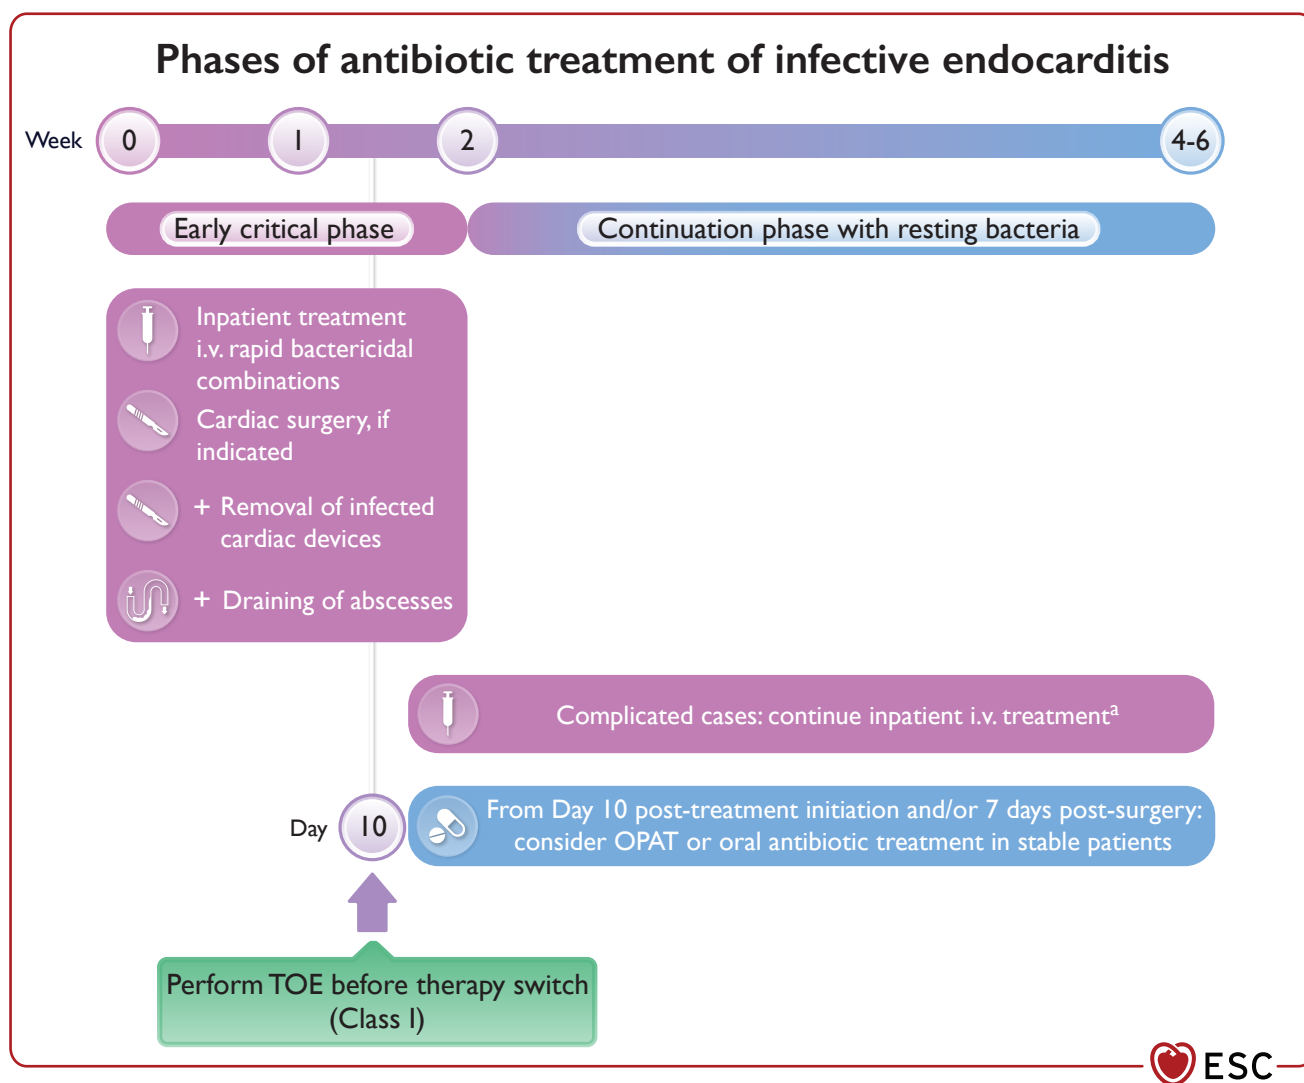 Phases of antibiotic treatment of infective endocarditis
Week
0
1
2
4-6
Early critical phase
Continuation phase with resting bacteria
Inpatient treatment
i.v. rapid bactericidal
combinations
Cardiac surgery, if
indicated
+ Removal of infected
cardiac devices
+ Draining of abscesses
Complicated cases: continue inpatient i.v. treatmentᵃ
Day
10
From Day 10 post-treatment initiation and/or 7 days post-surgery:
consider OPAT or oral antibiotic treatment in stable patients
Perform TOE before therapy switch
(Class I)
ESC